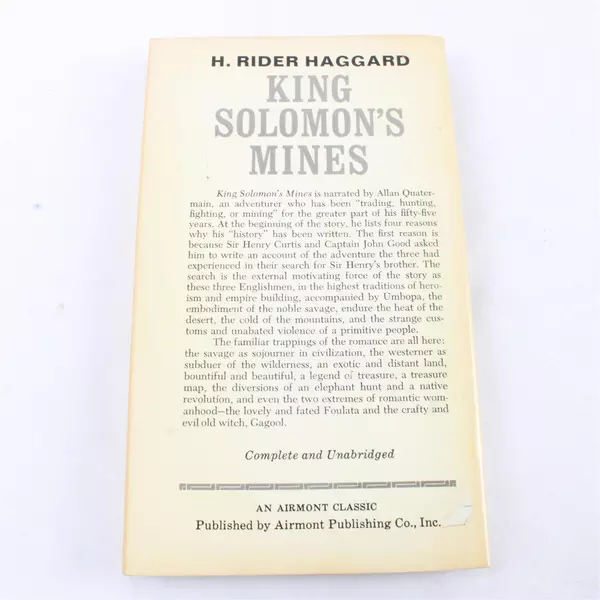 H. RIDER HAGGARD
KING
SOLOMON'S
MINES
King Solomon's Mines is narrated by Allan Quater-
main, an adventurer who has been "trading, hunting,
fighting, or mining" for the greater part of his fifty-five
years. At the beginning of the story, he lists four reasons
why his "history" has been written. The first reason is
because Sir Henry Curtis and Captain John Good asked
him to write an account of the adventure the three had
experienced in their search for Sir Henry's brother. The
search is the external motivating force of the story as
these three Englishmen, in the highest traditions of hero-
ism and empire building, accompanied by Umbopa, the
embodiment of the noble savage, endure the heat of the
desert, the cold of the mountains, and the strange cus-
toms and unabated violence of a primitive people.
The familiar trappings of the romance are all here:
the savage as sojourner in civilization, the westerner as
subduer of the wilderness, an exotic and distant land,
bountiful and beautiful, a legend of treasure, a treasure
map, the diversions of an elephant hunt and a native
revolution, and even the two extremes of romantic wom-
anhood—the lovely and fated Foulata and the crafty and
evil old witch, Gagool.
Complete and Unabridged
AN AIRMONT CLASSIC
Published by Airmont Publishing Co., Inc.